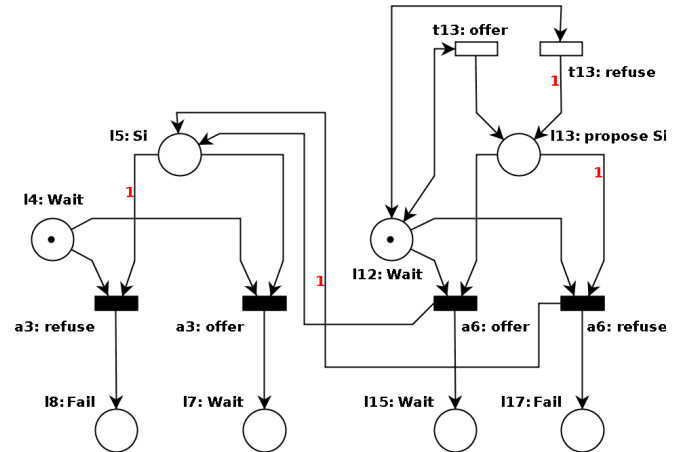 t13: offer
t13: refuse
1
l5: Si
l13: propose Si
1
1
l4: Wait
l12: Wait
1
a3: refuse
a3: offer
a6: offer
a6: refuse
l8: Fail
l7: Wait
l15: Wait
l17: Fail